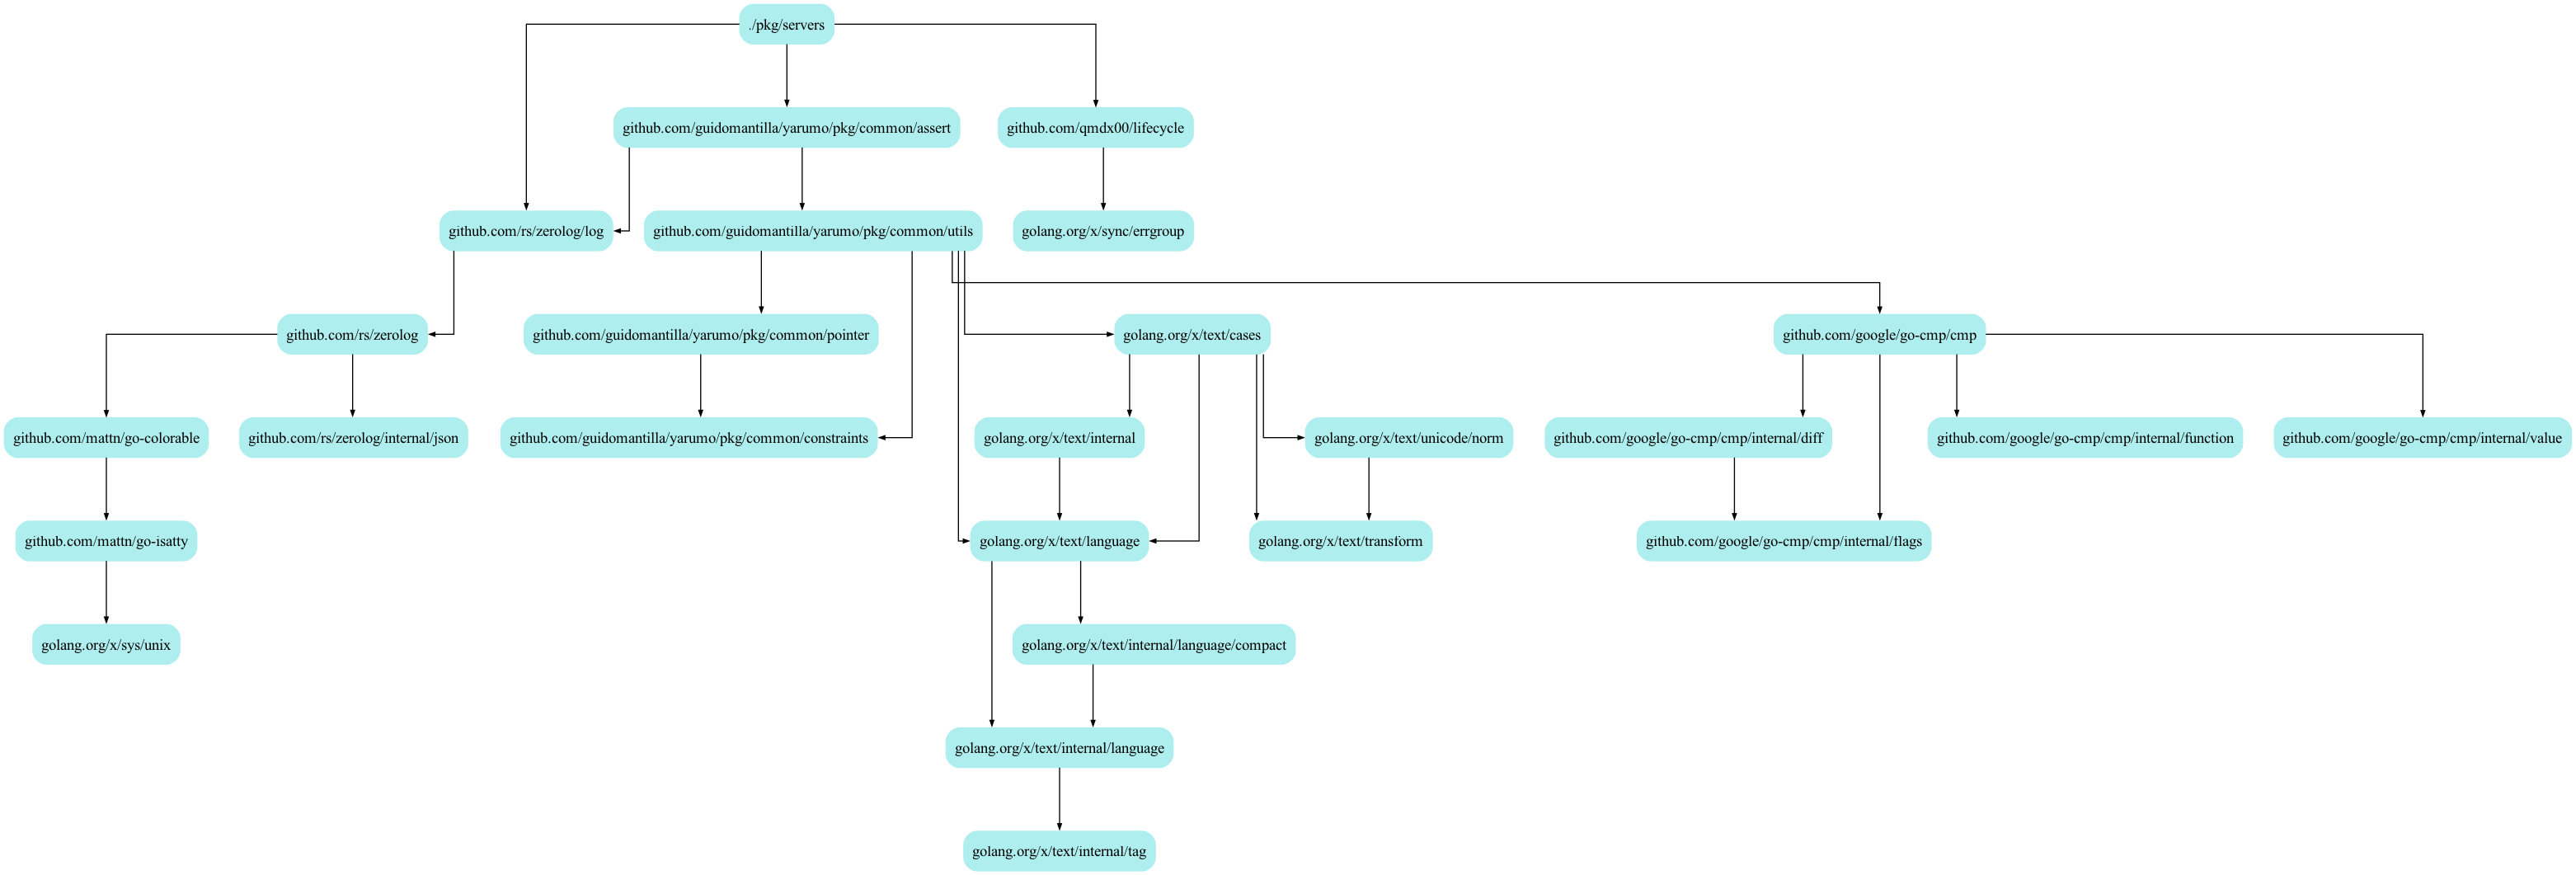 ./pkg/servers
github.com/guidomantilla/yarumo/pkg/common/assert
github.com/qmdx00/lifecycle
github.com/rs/zerolog/log
github.com/guidomantilla/yarumo/pkg/common/utils
golang.org/x/sync/errgroup
github.com/rs/zerolog
github.com/guidomantilla/yarumo/pkg/common/pointer
golang.org/x/text/cases
github.com/google/go-cmp/cmp
github.com/mattn/go-colorable
github.com/rs/zerolog/internal/json
github.com/guidomantilla/yarumo/pkg/common/constraints
golang.org/x/text/internal
golang.org/x/text/unicode/norm
github.com/google/go-cmp/cmp/internal/diff
github.com/google/go-cmp/cmp/internal/function
github.com/google/go-cmp/cmp/internal/value
github.com/mattn/go-isatty
golang.org/x/text/language
golang.org/x/text/transform
github.com/google/go-cmp/cmp/internal/flags
golang.org/x/sys/unix
golang.org/x/text/internal/language/compact
golang.org/x/text/internal/language
golang.org/x/text/internal/tag